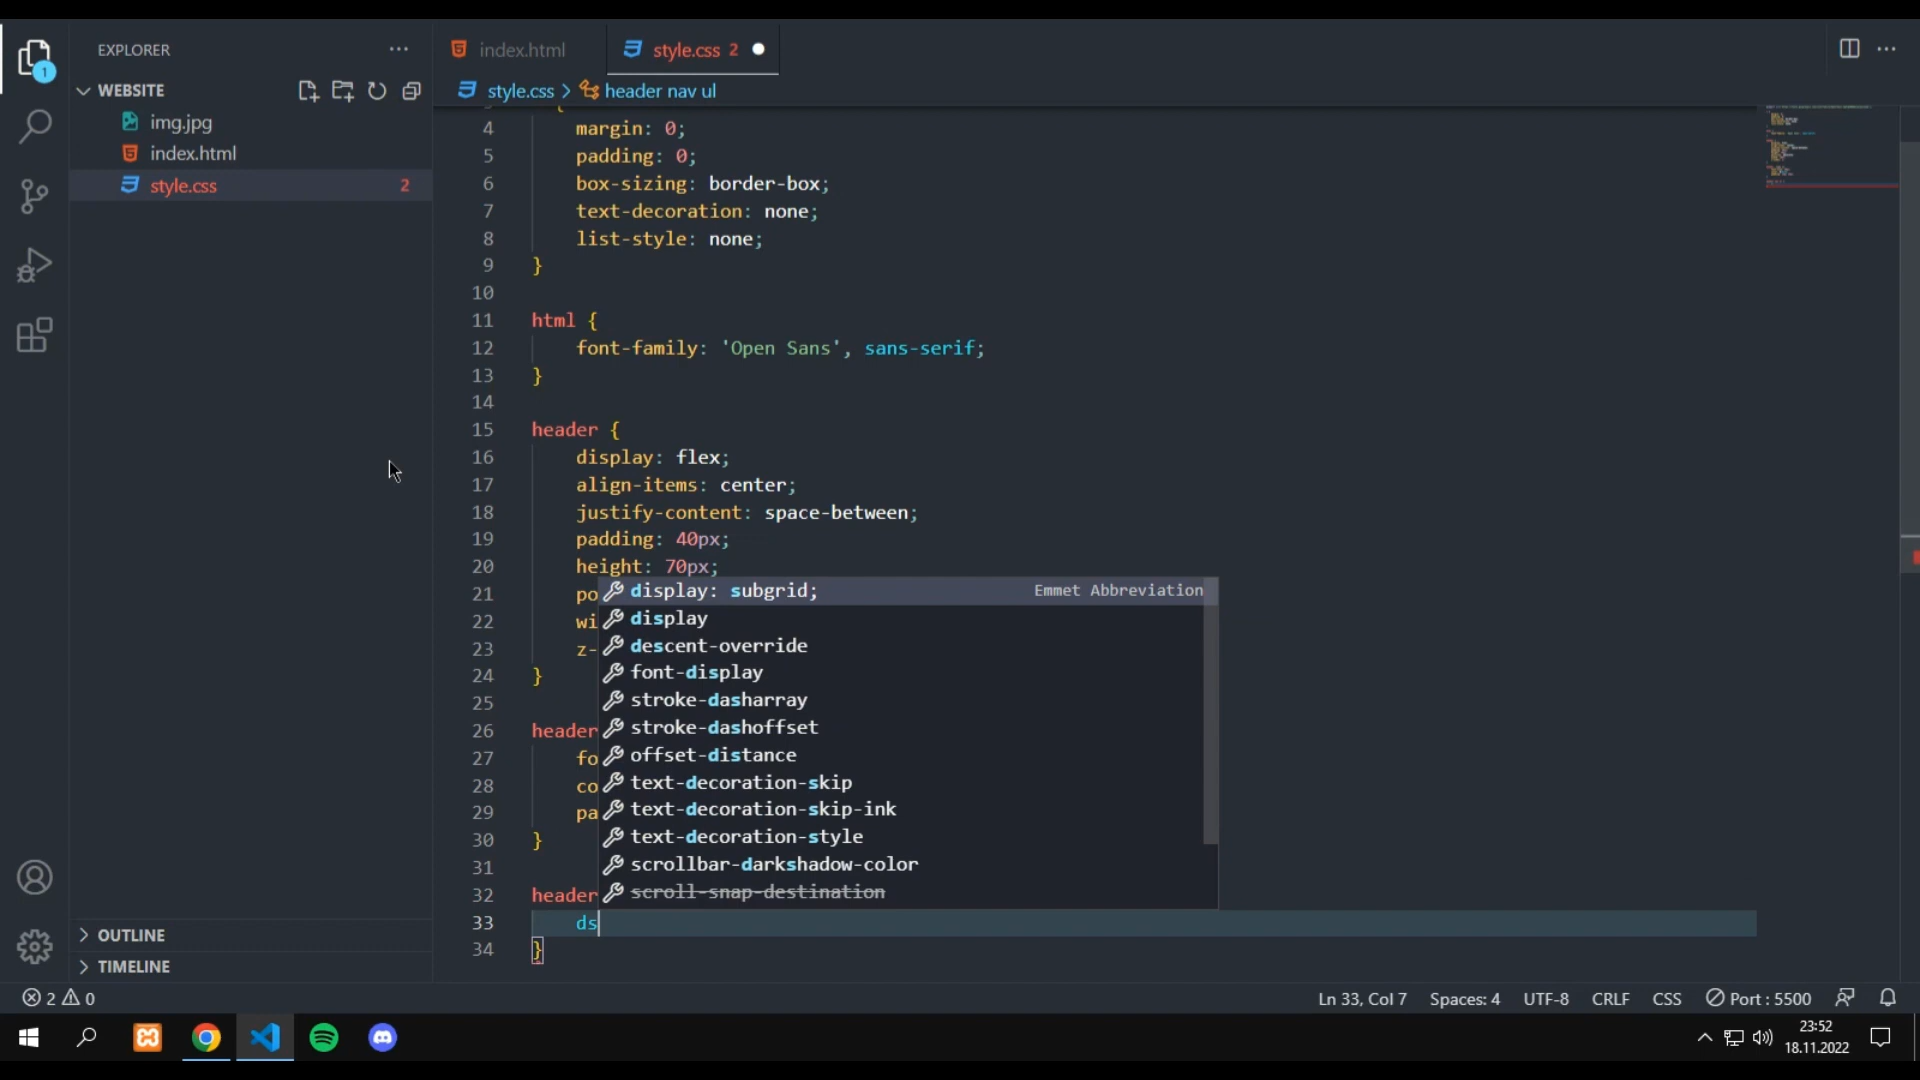 EXPLORER
index.html
style.css 2
WEBSITE
style.css > header nav ul
img.jpg
index.html
style.css 2
4 margin: 0;
5 padding: 0;
6 box-sizing: border-box;
7 text-decoration: none;
8 list-style: none;
9 }
10
11 html {
12 font-family: 'Open Sans', sans-serif;
13 }
14
15 header {
16 display: flex;
17 align-items: center;
18 justify-content: space-between;
19 padding: 40px;
20 height: 70px;
21 po
22 wi
23 z-
24 }
25
26 header
27 fo
28 co
29 pa
30 }
31
32 header
33 ds
34 }
display: subgrid; Emmet Abbreviation
display
descent-override
font-display
stroke-dasharray
stroke-dashoffset
offset-distance
text-decoration-skip
text-decoration-skip-ink
text-decoration-style
scrollbar-darkshadow-color
scroll-snap-destination
OUTLINE
TIMELINE
1
2 0
Ln 33, Col 7 Spaces: 4 UTF-8 CRLF CSS Port : 5500
23:52
18.11.2022